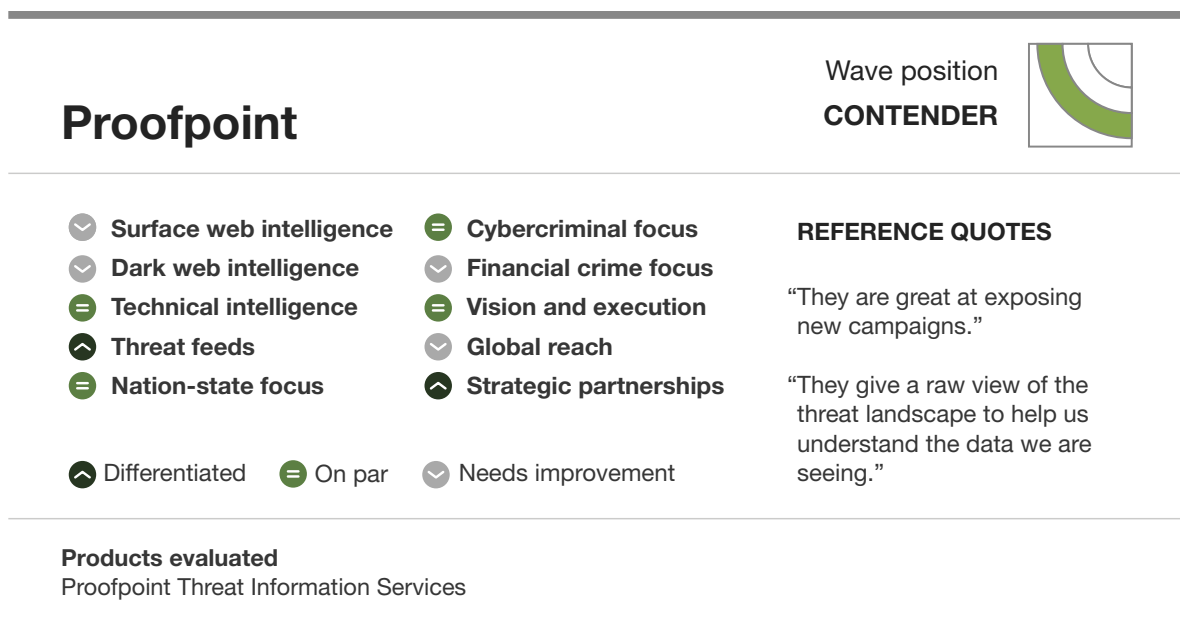 Wave position
CONTENDER
Proofpoint
Surface web intelligence
Dark web intelligence
Technical intelligence
Threat feeds
Nation-state focus
Cybercriminal focus
Financial crime focus
Vision and execution
Global reach
Strategic partnerships
Differentiated
On par
Needs improvement
REFERENCE QUOTES
“They are great at exposing
new campaigns.”
“They give a raw view of the
threat landscape to help us
understand the data we are
seeing.”
Products evaluated
Proofpoint Threat Information Services